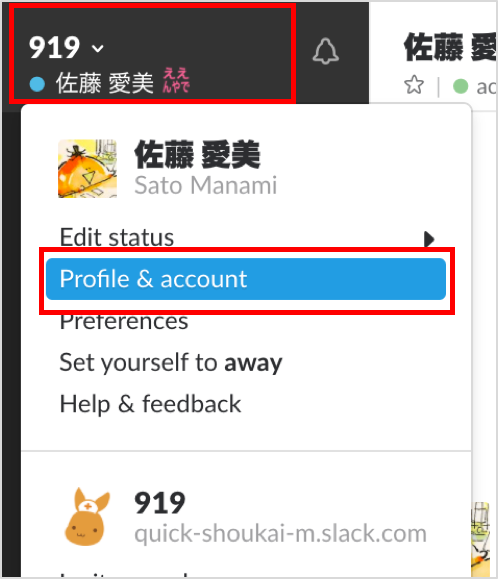 919
佐藤 愛美 ええんやで
佐藤 愛
ac
佐藤 愛美
Sato Manami
Edit status
Profile & account
Preferences
Set yourself to away
Help & feedback
919
quick-shoukai-m.slack.com